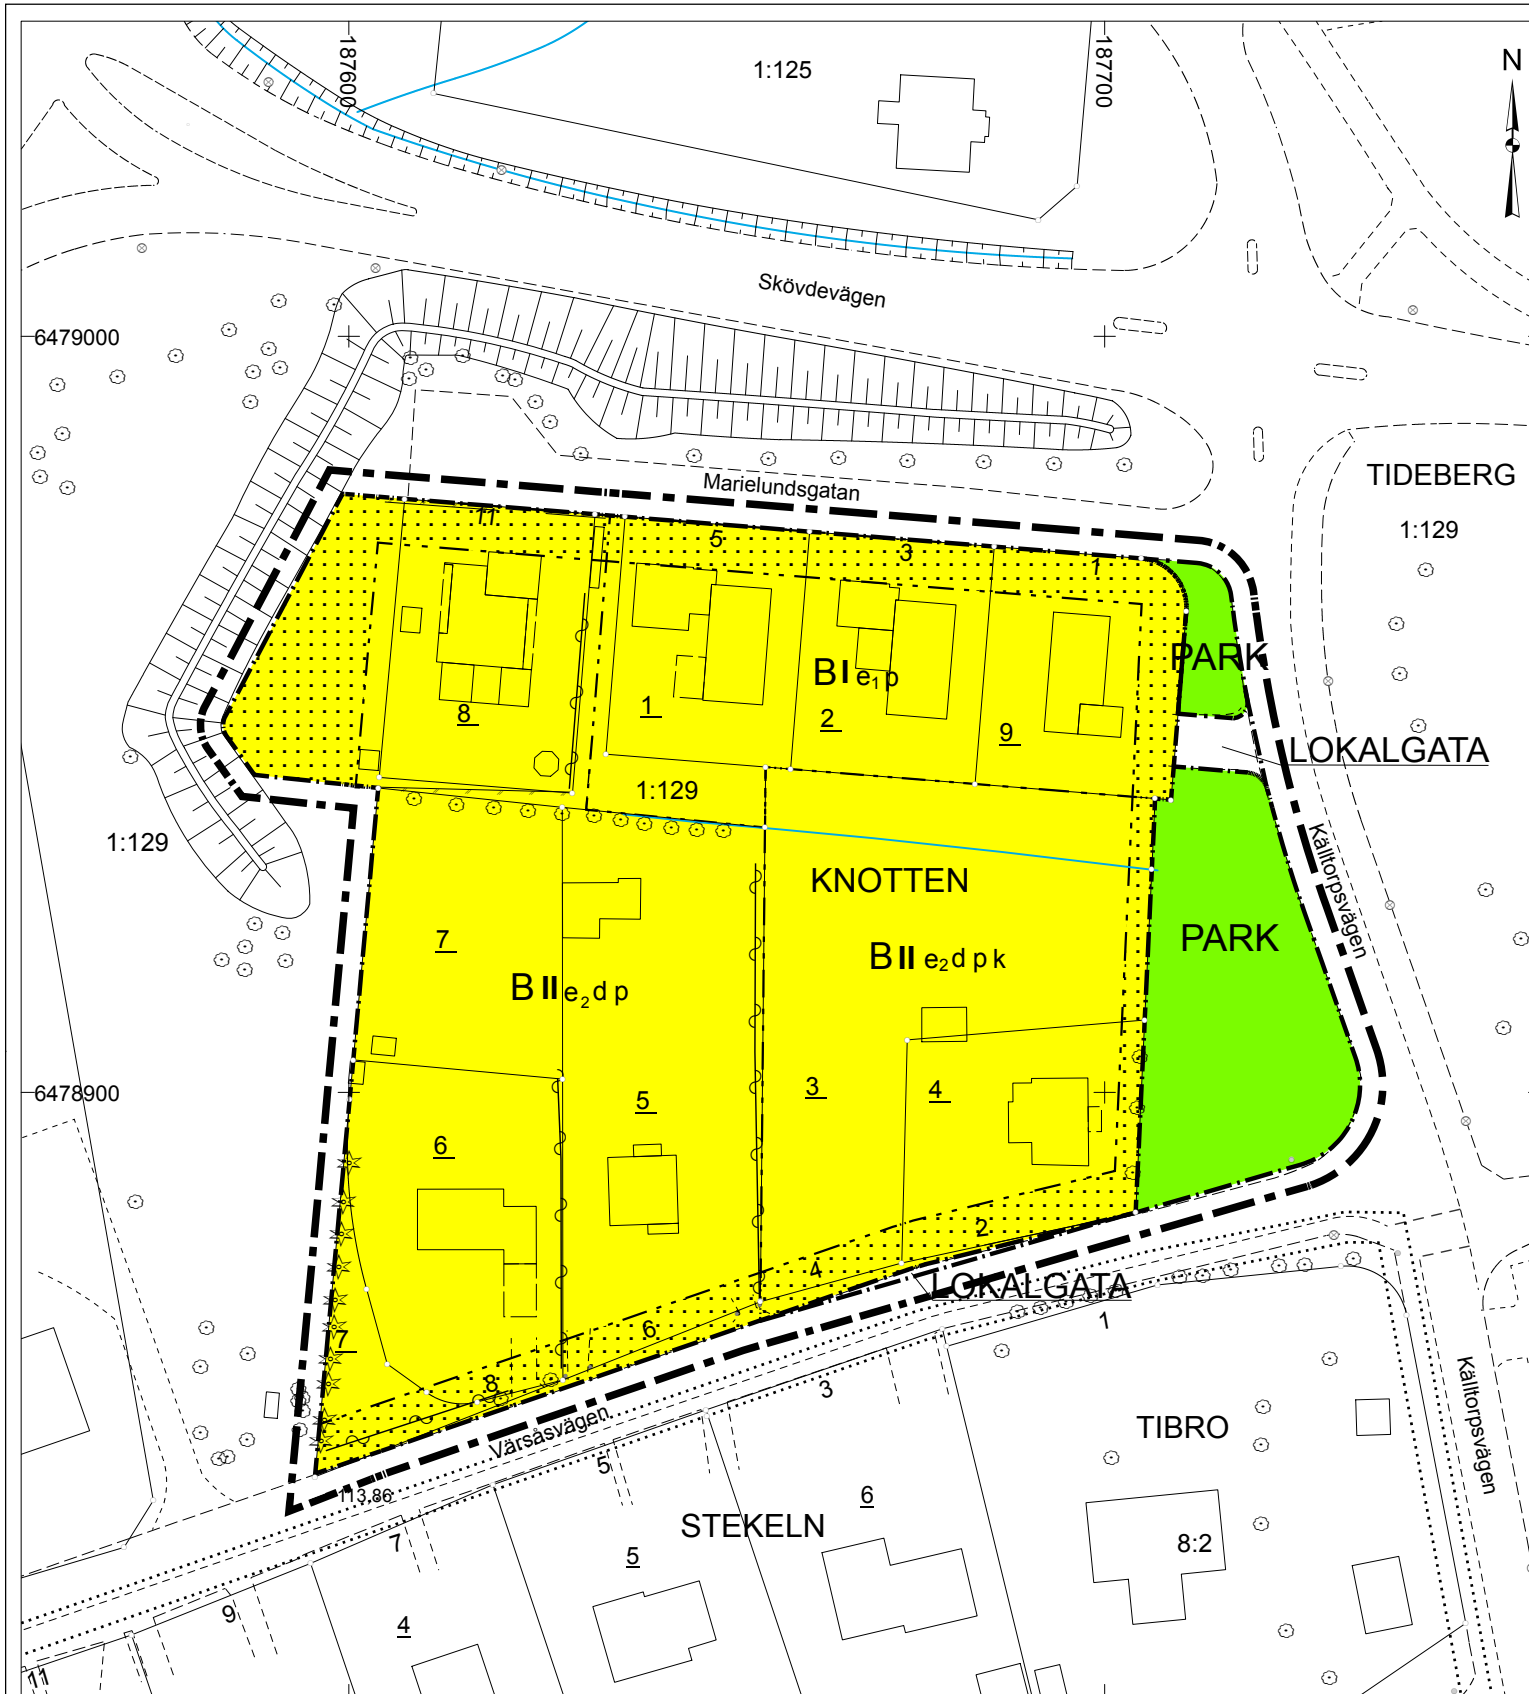 187600
187700
1:125
N
Skövdevägen
6479000
TIDEBERG
Marielundsgatan
1:129
11
5
3
1
PARK
B I e₁ p
8
1
2
9
LOKALGATA
1:129
1:129
Källtorpsvägen
KNOTTEN
7
PARK
B II e₂ d p k
B II e₂ d p
6478900
5
3
4
6
2
4
LOKALGATA
6
1
7
8
3
Källtorpsvägen
Värsåsvägen
TIBRO
5
113,86
6
STEKELN
7
5
8:2
9
4
11